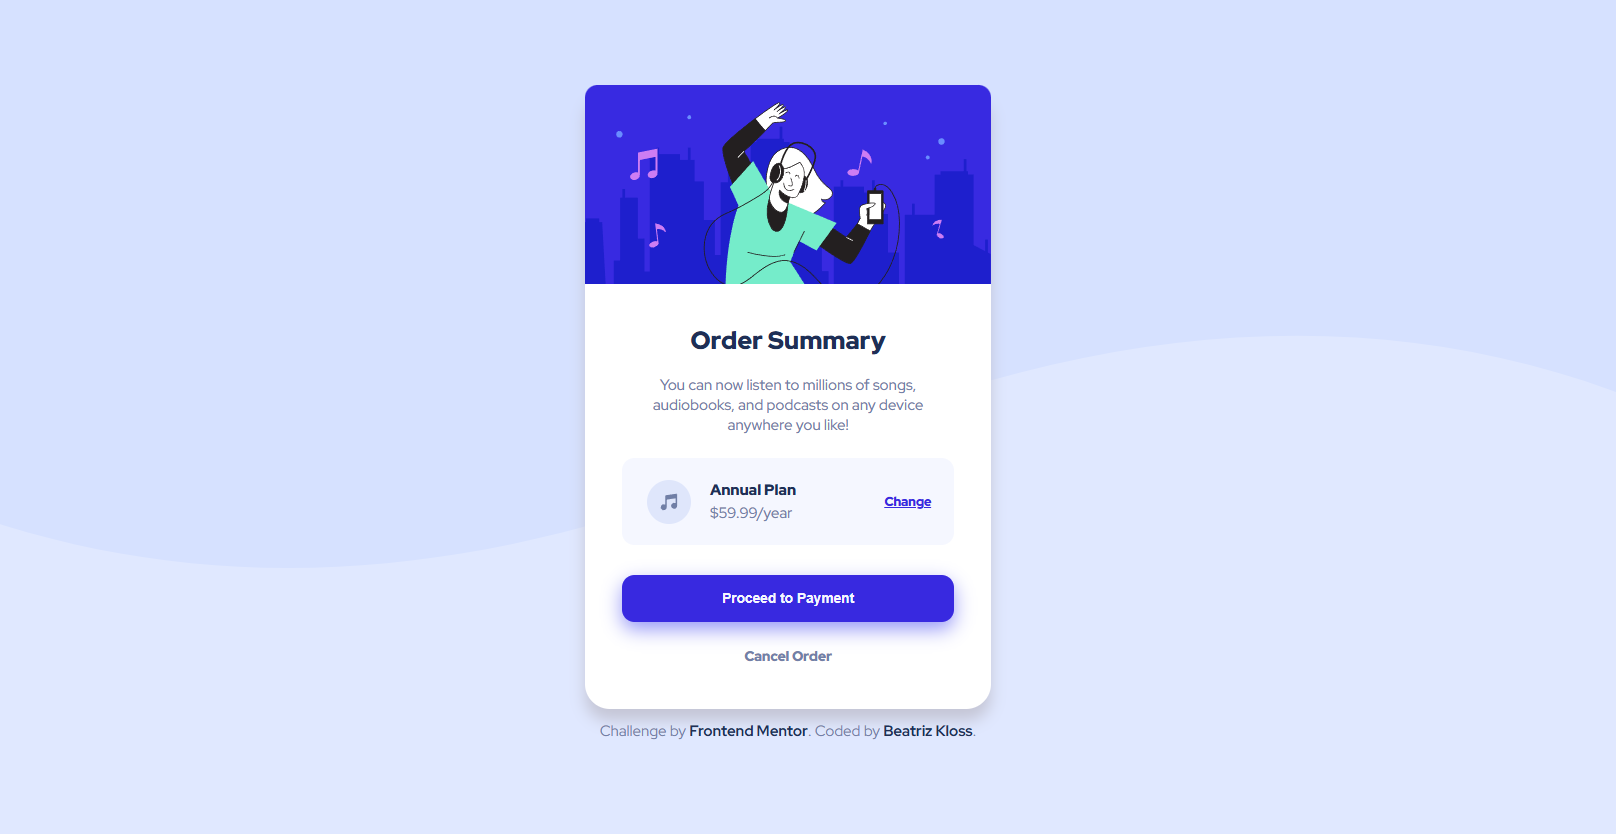 Order Summary
You can now listen to millions of songs,
audiobooks, and podcasts on any device
anywhere you like!
Annual Plan
$59.99/year
Change
Proceed to Payment
Cancel Order
Challenge by Frontend Mentor. Coded by Beatriz Kloss.